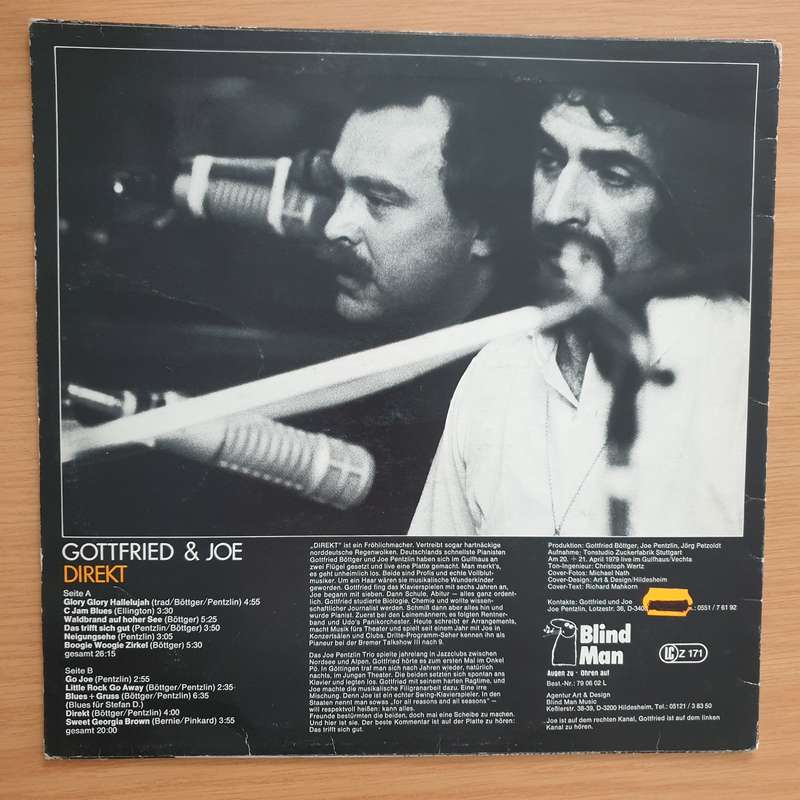 GOTTFRIED & JOE
DIREKT
Seite A
Glory Glory Hallelujah (trad/Böttger/Pentzlin) 4:55
C Jam Blues (Ellington) 3:30
Waldbrand auf hoher See (Böttger) 5:25
Das trifft sich gut (Pentzlin/Böttger) 5:50
Neigungsehe (Pentzlin) 3:05
Boogie Woogie Zirkel (Böttger) 5:30
gesamt 26:15
Seite B
Go Joe (Pentzlin) 2:55
Little Rock Go Away (Böttger/Pentzlin) 2:35
Blues + Gruss (Böttger/Pentzlin) 6:35
(Blues für Stefan D.)
Direkt (Böttger/Pentzlin) 4:00
Sweet Georgia Brown (Bernie/Pinkard) 3:55
gesamt 20:00
„DIREKT" ist ein Fröhlichmacher. Vertreibt sogar hartnäckige
norddeutsche Regenwolken. Deutschlands schnellste Pianisten
Gottfried Böttger und Joe Pentzlin haben sich im Gulfhaus an
zwei Flügel gesetzt und live eine Platte gemacht. Man merkt's,
es geht unheimlich los. Beide sind Profis und echte Vollblut-
musiker. Um ein Haar wären sie musikalische Wunderkinder
geworden. Gottfried fing das Klavierspielen mit sechs Jahren an,
Joe begann mit sieben. Dann Schule, Abitur – alles ganz ordent-
lich. Gottfried studierte Biologie, Chemie und wollte wissen-
schaftlicher Journalist werden. Schmiß dann aber alles hin und
wurde Pianist. Zuerst bei den Leinemännern, es folgten Rentner-
band und Udo's Panikorchester. Heute schreibt er Arrangements,
macht Musik fürs Theater und spielt seit einem Jahr mit Joe in
Konzertsälen und Clubs. Dritte-Programm-Seher kennen ihn als
Pianeur bei der Bremer Talkshow III nach 9.
Das Joe Pentzlin Trio spielte jahrelang in Jazzclubs zwischen
Nordsee und Alpen. Gottfried hörte es zum ersten Mal im Onkel
Pö. In Göttingen traf man sich nach Jahren wieder, natürlich
nachts, im Jungen Theater. Die beiden setzten sich spontan ans
Klavier und legten los. Gottfried mit seinem harten Ragtime, und
Joe machte die musikalische Filigranarbeit dazu. Eine irre
Mischung. Denn Joe ist ein echter Swing-Klavierspieler. In den
Staaten nennt man sowas „for all reasons and all seasons" –
will respektvoll heißen: kann alles.
Freunde bestürmten die beiden, doch mal eine Scheibe zu machen.
Und hier ist sie. Der beste Kommentar ist auf der Platte zu hören:
Das trifft sich gut.
Produktion: Gottfried Böttger, Joe Pentzlin, Jörg Petzoldt
Aufnahme: Tonstudio Zuckerfabrik Stuttgart
Am 20. + 21. April 1979 live im Gulfhaus/Vechta
Ton-Ingenieur: Christoph Wertz
Cover-Fotos: Michael Nath
Cover-Design: Art & Design/Hildesheim
Cover-Text: Richard Mahkorn
Kontakte: Gottfried und Joe
Joe Pentzlin, Lotzestr. 36, D-340 .: 0551/7 61 92
Blind
Man
Augen zu - Ohren auf
LC Z 171
Best.-Nr.: 79 06 02 L
Agentur Art & Design
Blind Man Music
Keßlerstr. 38-39, D-3200 Hildesheim, Tel.: 05121 / 3 83 50
Joe ist auf dem rechten Kanal, Gottfried ist auf dem linken
Kanal zu hören.